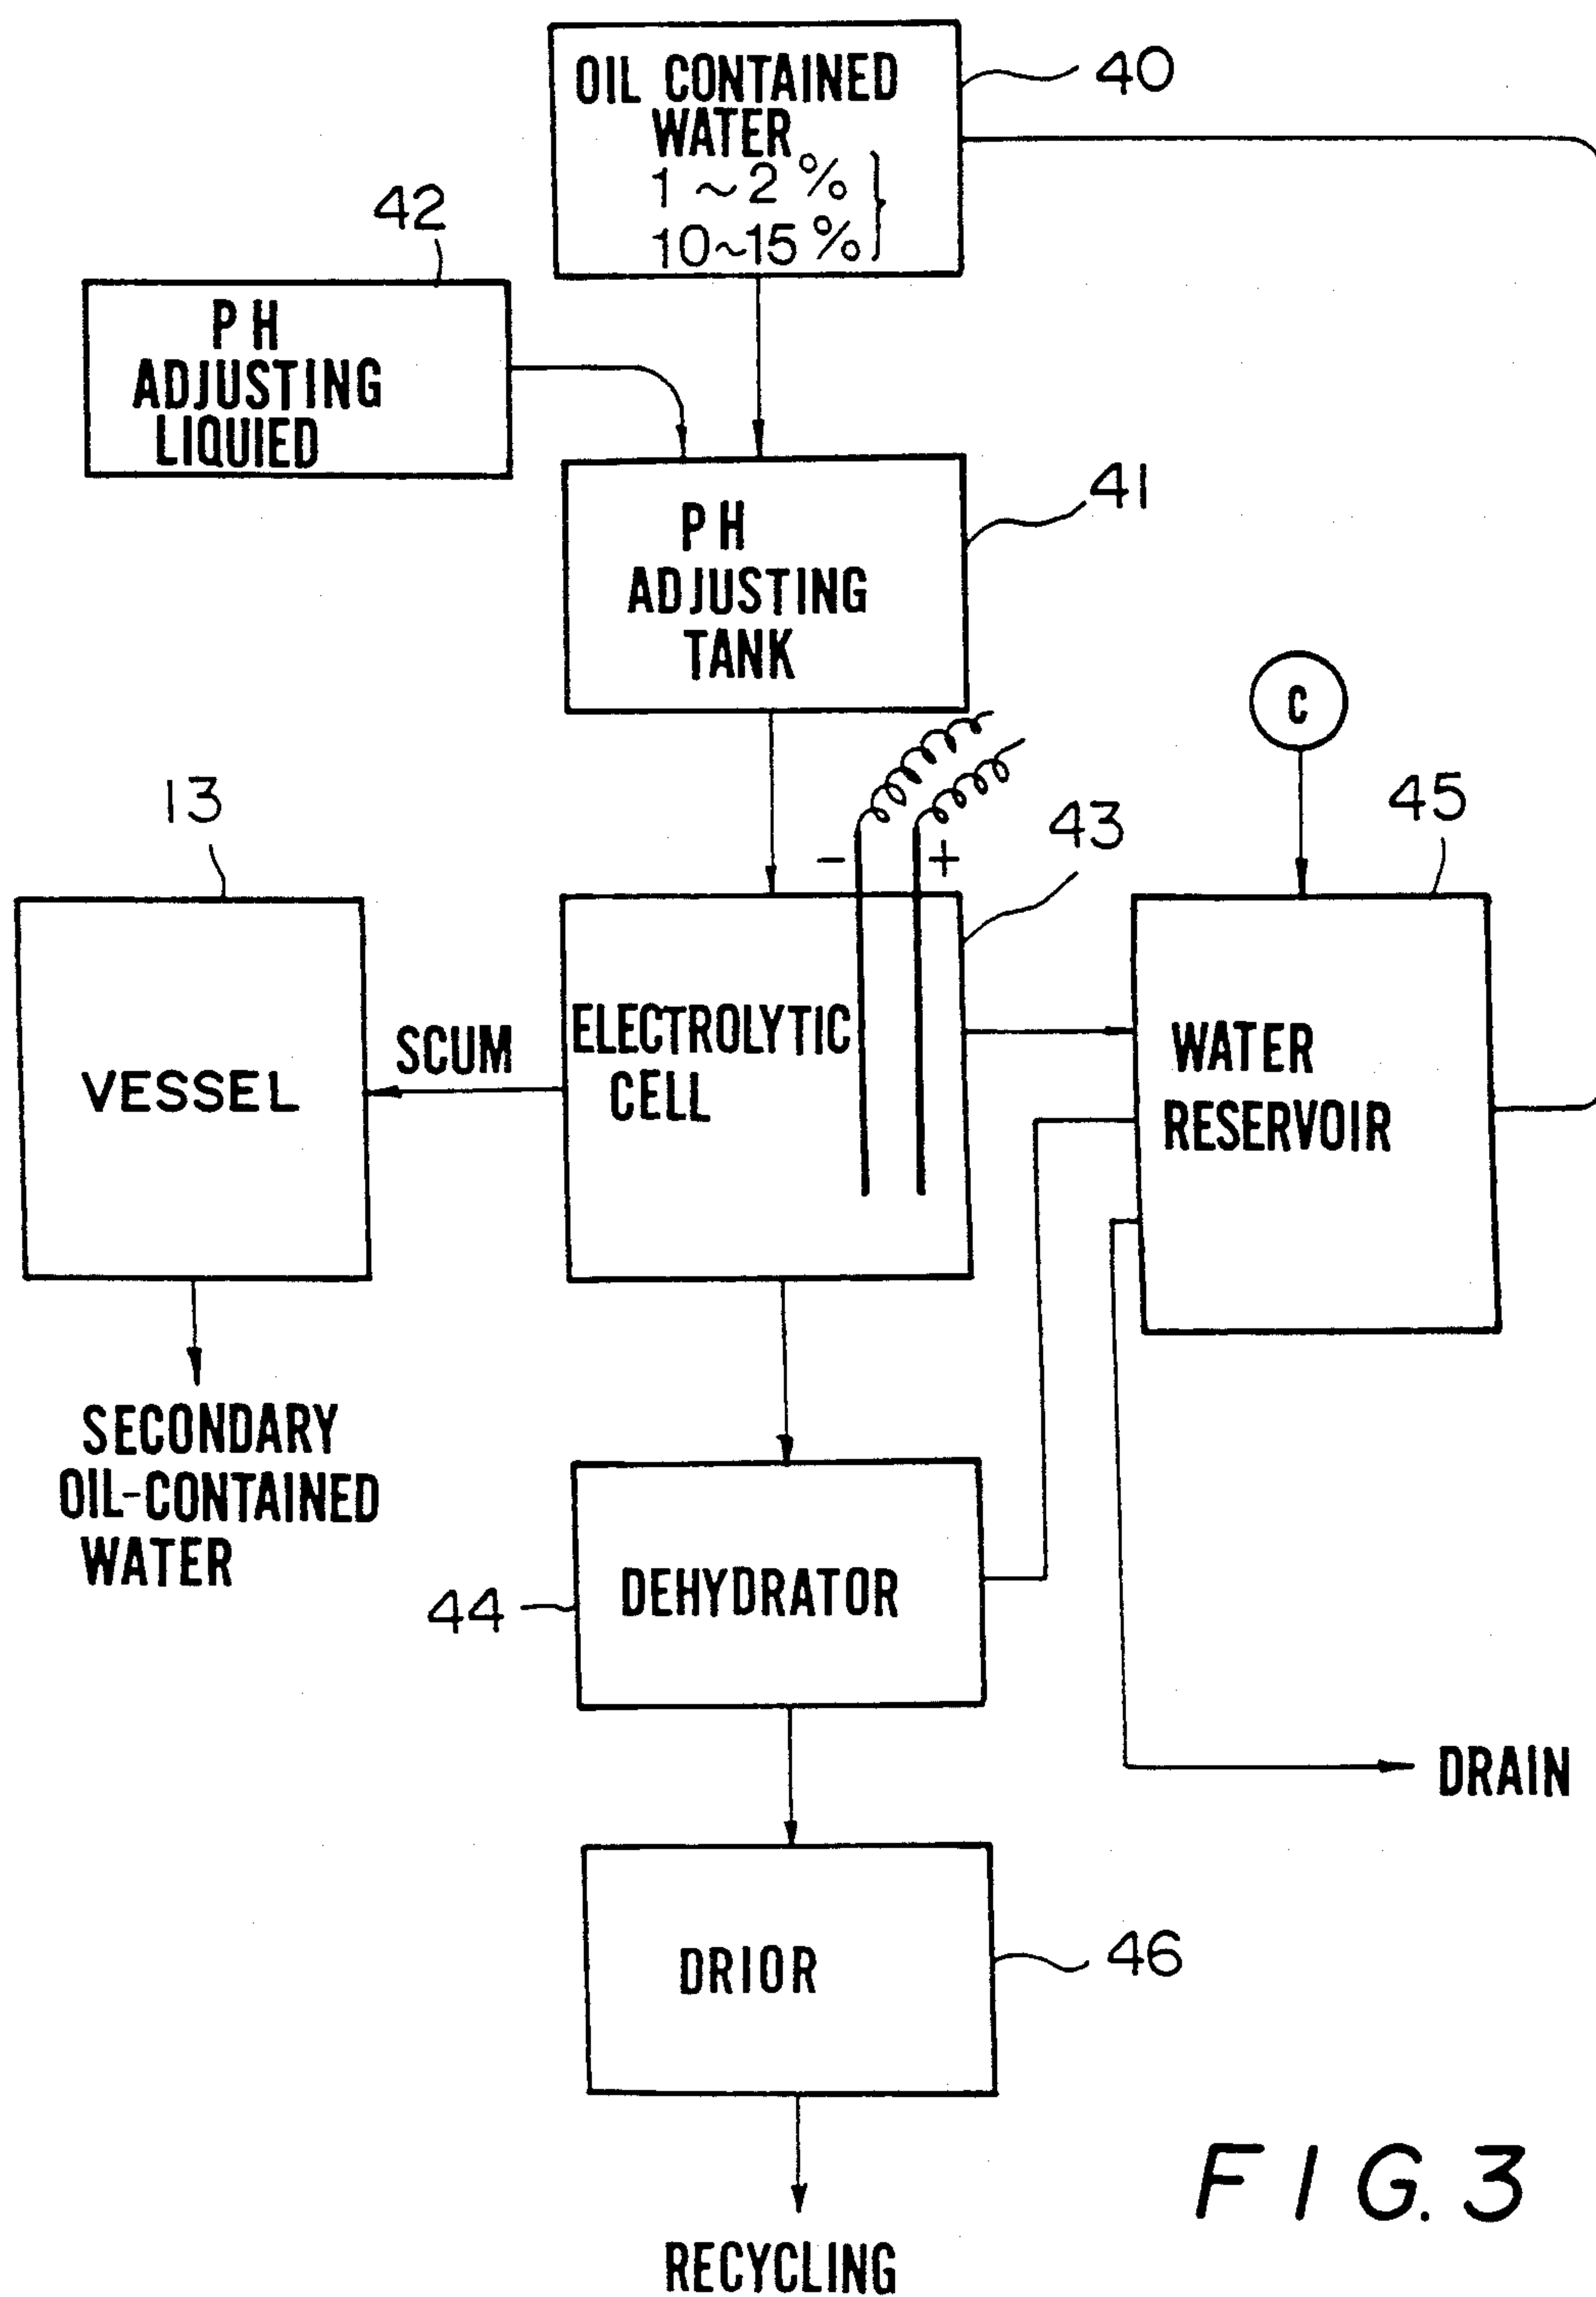 OIL CONTAINED
WATER
1 ~ 2 %
10~15 %
40
42
P H
ADJUSTING
LIQUIED
P H
ADJUSTING
TANK
41
C
13
45
43
- +
VESSEL
SCUM
ELECTROLYTIC
CELL
WATER
RESERVOIR
SECONDARY
OIL-CONTAINED
WATER
44
DEHYDRATOR
DRAIN
DRIOR
46
RECYCLING
FIG. 3